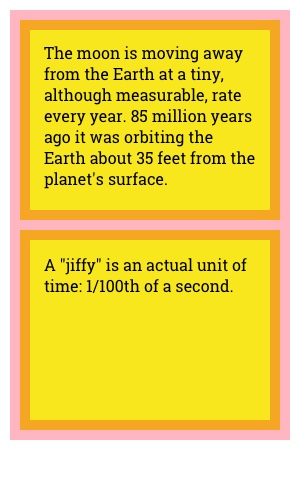 The moon is moving away
from the Earth at a tiny,
although measurable, rate
every year. 85 million years
ago it was orbiting the
Earth about 35 feet from the
planet's surface.
A "jiffy" is an actual unit of
time: 1/100th of a second.